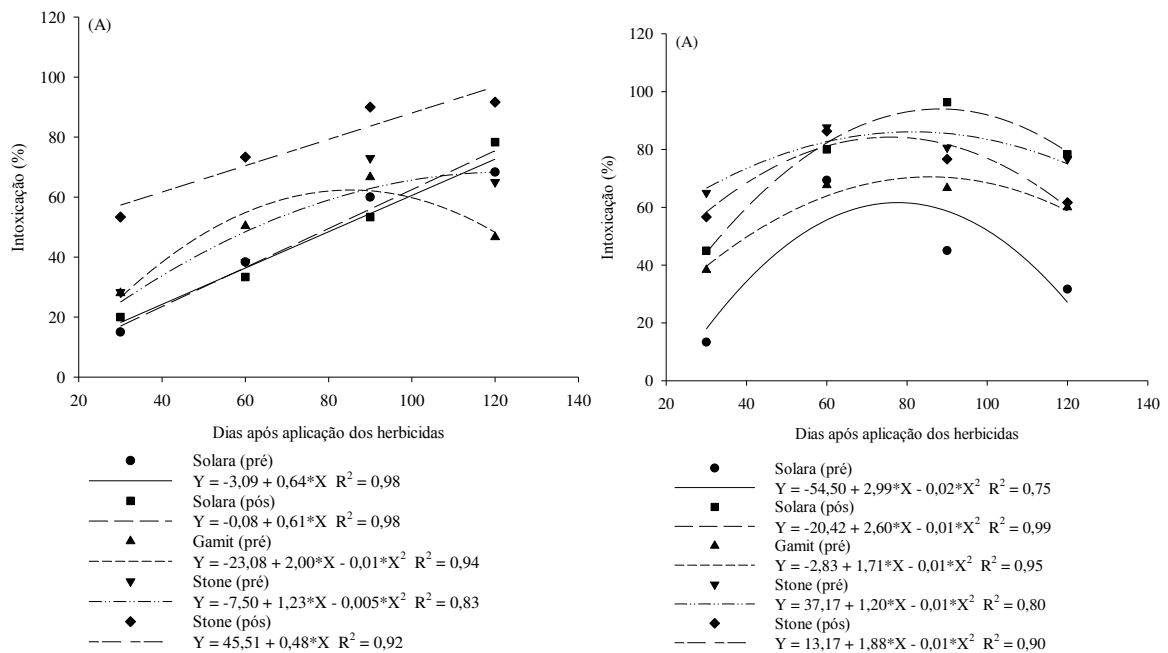 (A)
Intoxicação (%)
120
100
80
60
40
20
0
20
40
60
80
100
120
140
Dias após aplicação dos herbicidas
Solara (pré)
Y = -3,09 + 0,64*X R² = 0,98
Solara (pós)
Y = -0,08 + 0,61*X R² = 0,98
Gamit (pré)
Y = -23,08 + 2,00*X - 0,01*X² R² = 0,94
Stone (pré)
Y = -7,50 + 1,23*X - 0,005*X² R² = 0,83
Stone (pós)
Y = 45,51 + 0,48*X R² = 0,92
(A)
Intoxicação (%)
120
100
80
60
40
20
0
20
40
60
80
100
120
140
Dias após aplicação dos herbicidas
Solara (pré)
Y = -54,50 + 2,99*X - 0,02*X² R² = 0,75
Solara (pós)
Y = -20,42 + 2,60*X - 0,01*X² R² = 0,99
Gamit (pré)
Y = -2,83 + 1,71*X - 0,01*X² R² = 0,95
Stone (pré)
Y = 37,17 + 1,20*X - 0,01*X² R² = 0,80
Stone (pós)
Y = 13,17 + 1,88*X - 0,01*X² R² = 0,90